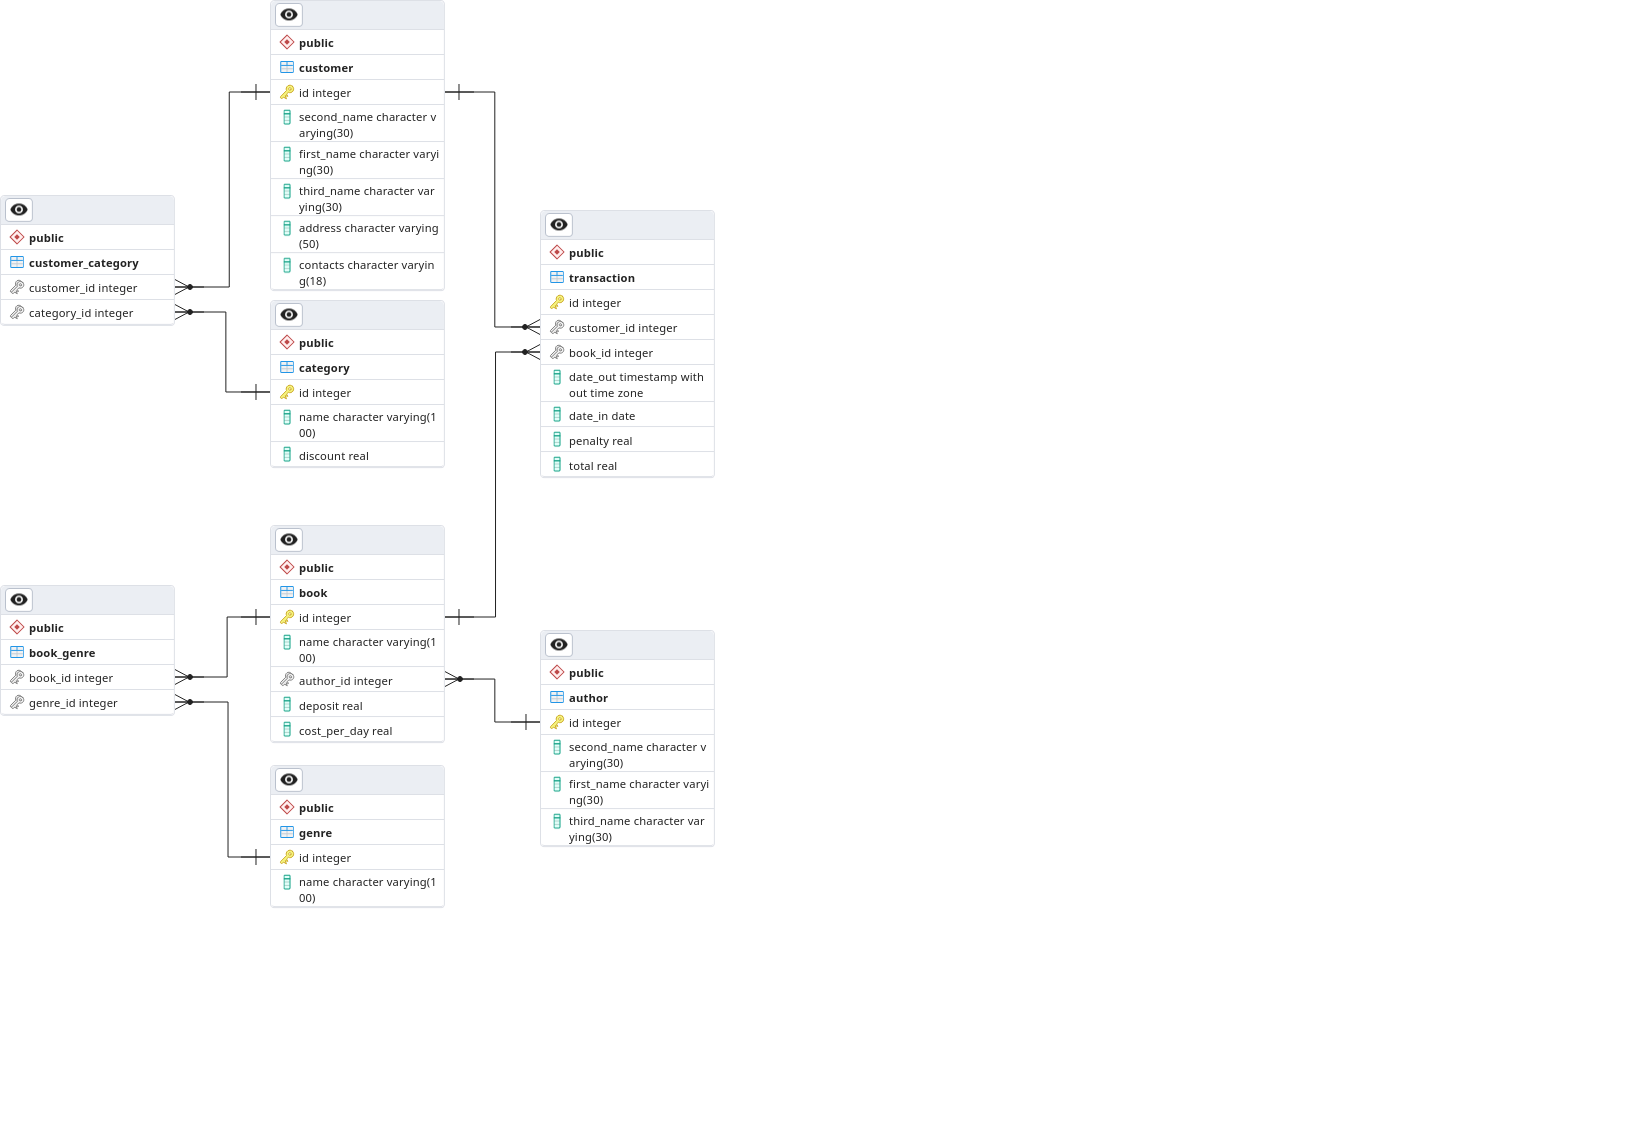 public
customer
id integer
second_name character v
arying(30)
first_name character varyi
ng(30)
third_name character var
ying(30)
address character varying
(50)
contacts character varyin
g(18)
public
customer_category
customer_id integer
category_id integer
public
category
id integer
name character varying(1
00)
discount real
public
transaction
id integer
customer_id integer
book_id integer
date_out timestamp with
out time zone
date_in date
penalty real
total real
public
book
id integer
name character varying(1
00)
author_id integer
deposit real
cost_per_day real
public
book_genre
book_id integer
genre_id integer
public
author
id integer
second_name character v
arying(30)
first_name character varyi
ng(30)
third_name character var
ying(30)
public
genre
id integer
name character varying(1
00)